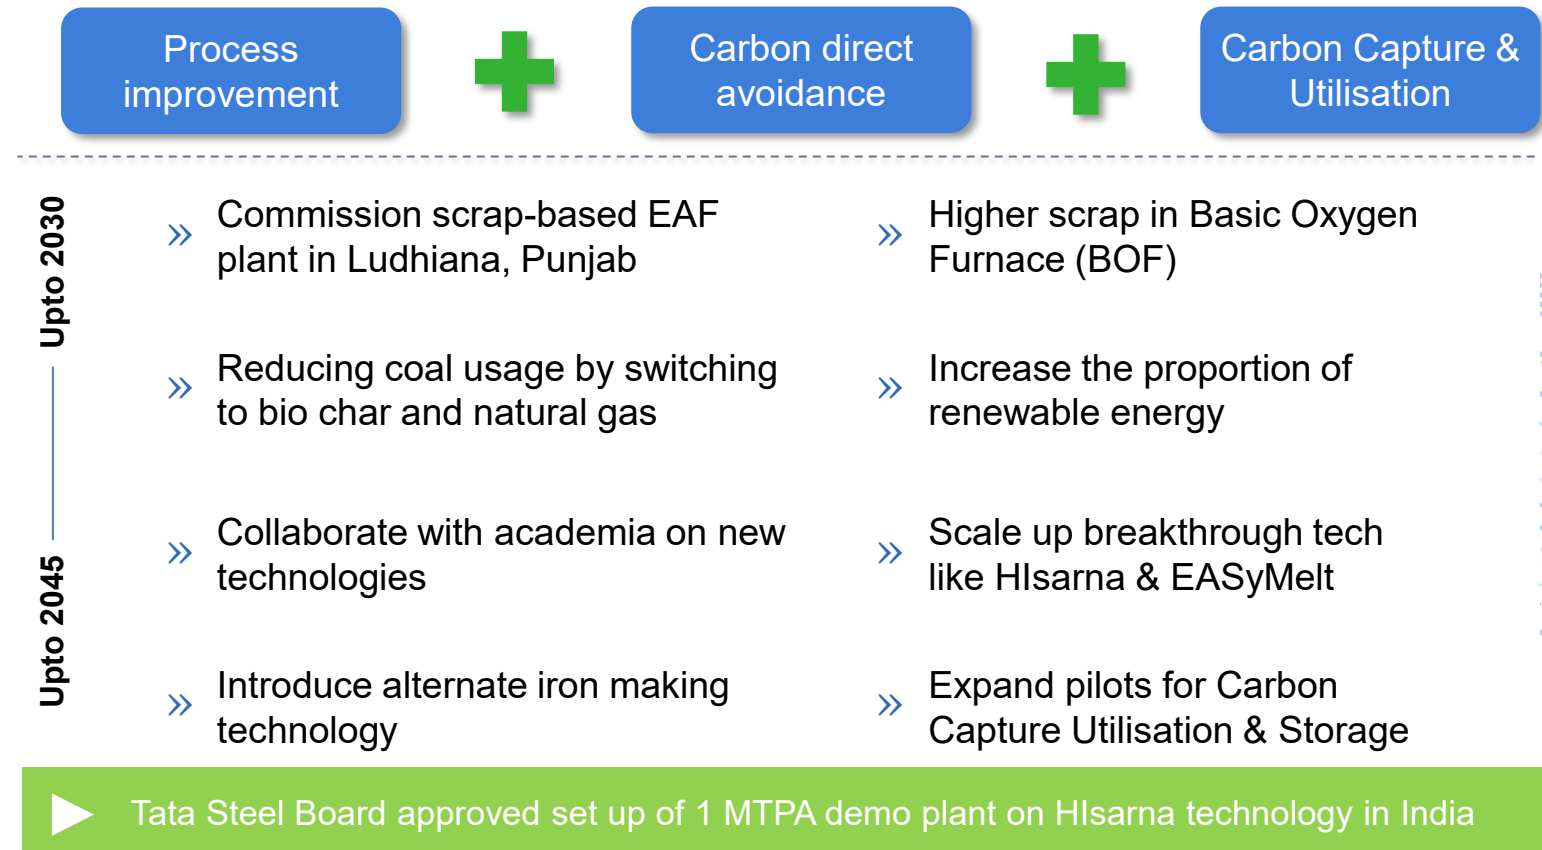 Process
improvement
Carbon direct
avoidance
Carbon Capture &
Utilisation
Upto 2030
Commission scrap-based EAF
plant in Ludhiana, Punjab
Higher scrap in Basic Oxygen
Furnace (BOF)
Reducing coal usage by switching
to bio char and natural gas
Increase the proportion of
renewable energy
Upto 2045
Collaborate with academia on new
technologies
Scale up breakthrough tech
like HIsarna & EASyMelt
Introduce alternate iron making
technology
Expand pilots for Carbon
Capture Utilisation & Storage
Tata Steel Board approved set up of 1 MTPA demo plant on HIsarna technology in India